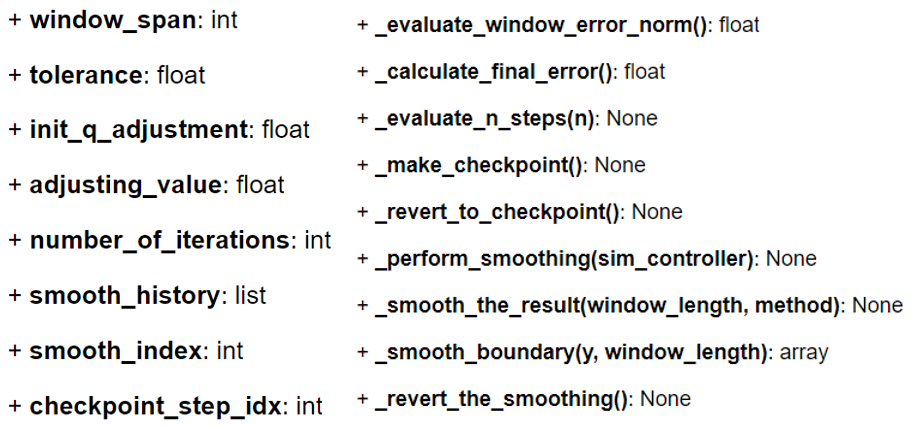 + window_span: int
+ tolerance: float
+ init_q_adjustment: float
+ adjusting_value: float
+ number_of_iterations: int
+ smooth_history: list
+ smooth_index: int
+ checkpoint_step_idx: int
+ _evaluate_window_error_norm(): float
+ _calculate_final_error(): float
+ _evaluate_n_steps(n): None
+ _make_checkpoint(): None
+ _revert_to_checkpoint(): None
+ _perform_smoothing(sim_controller): None
+ _smooth_the_result(window_length, method): None
+ _smooth_boundary(y, window_length): array
+ _revert_the_smoothing(): None